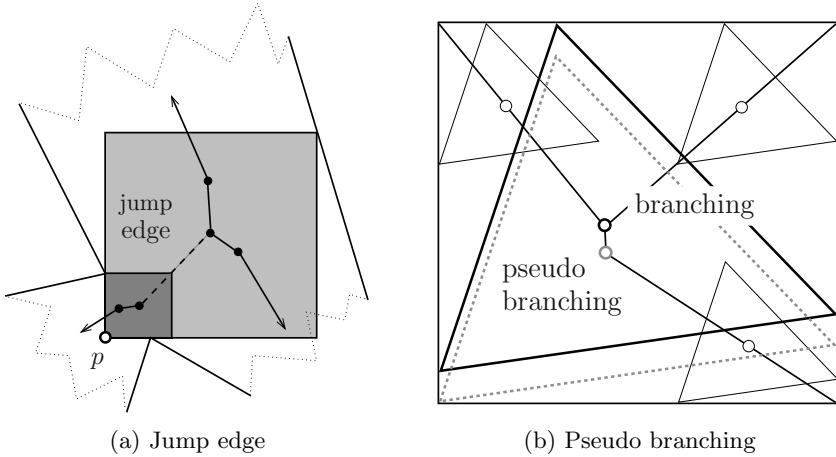 jump
edge
p
branching
pseudo
branching
(a) Jump edge
(b) Pseudo branching